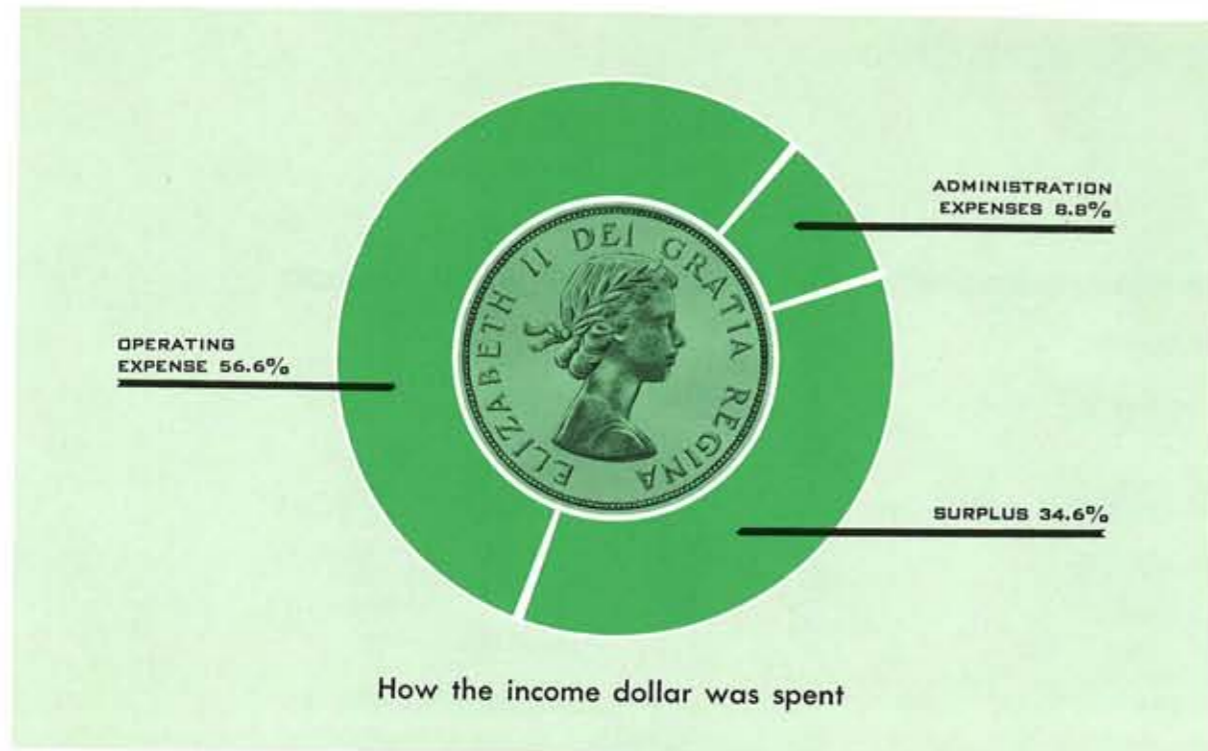 ADMINISTRATION
EXPENSES 8.8%
OPERATING
EXPENSE 56.6%
ELIZABETH II DEI GRATIA REGINA
SURPLUS 34.6%
How the income dollar was spent